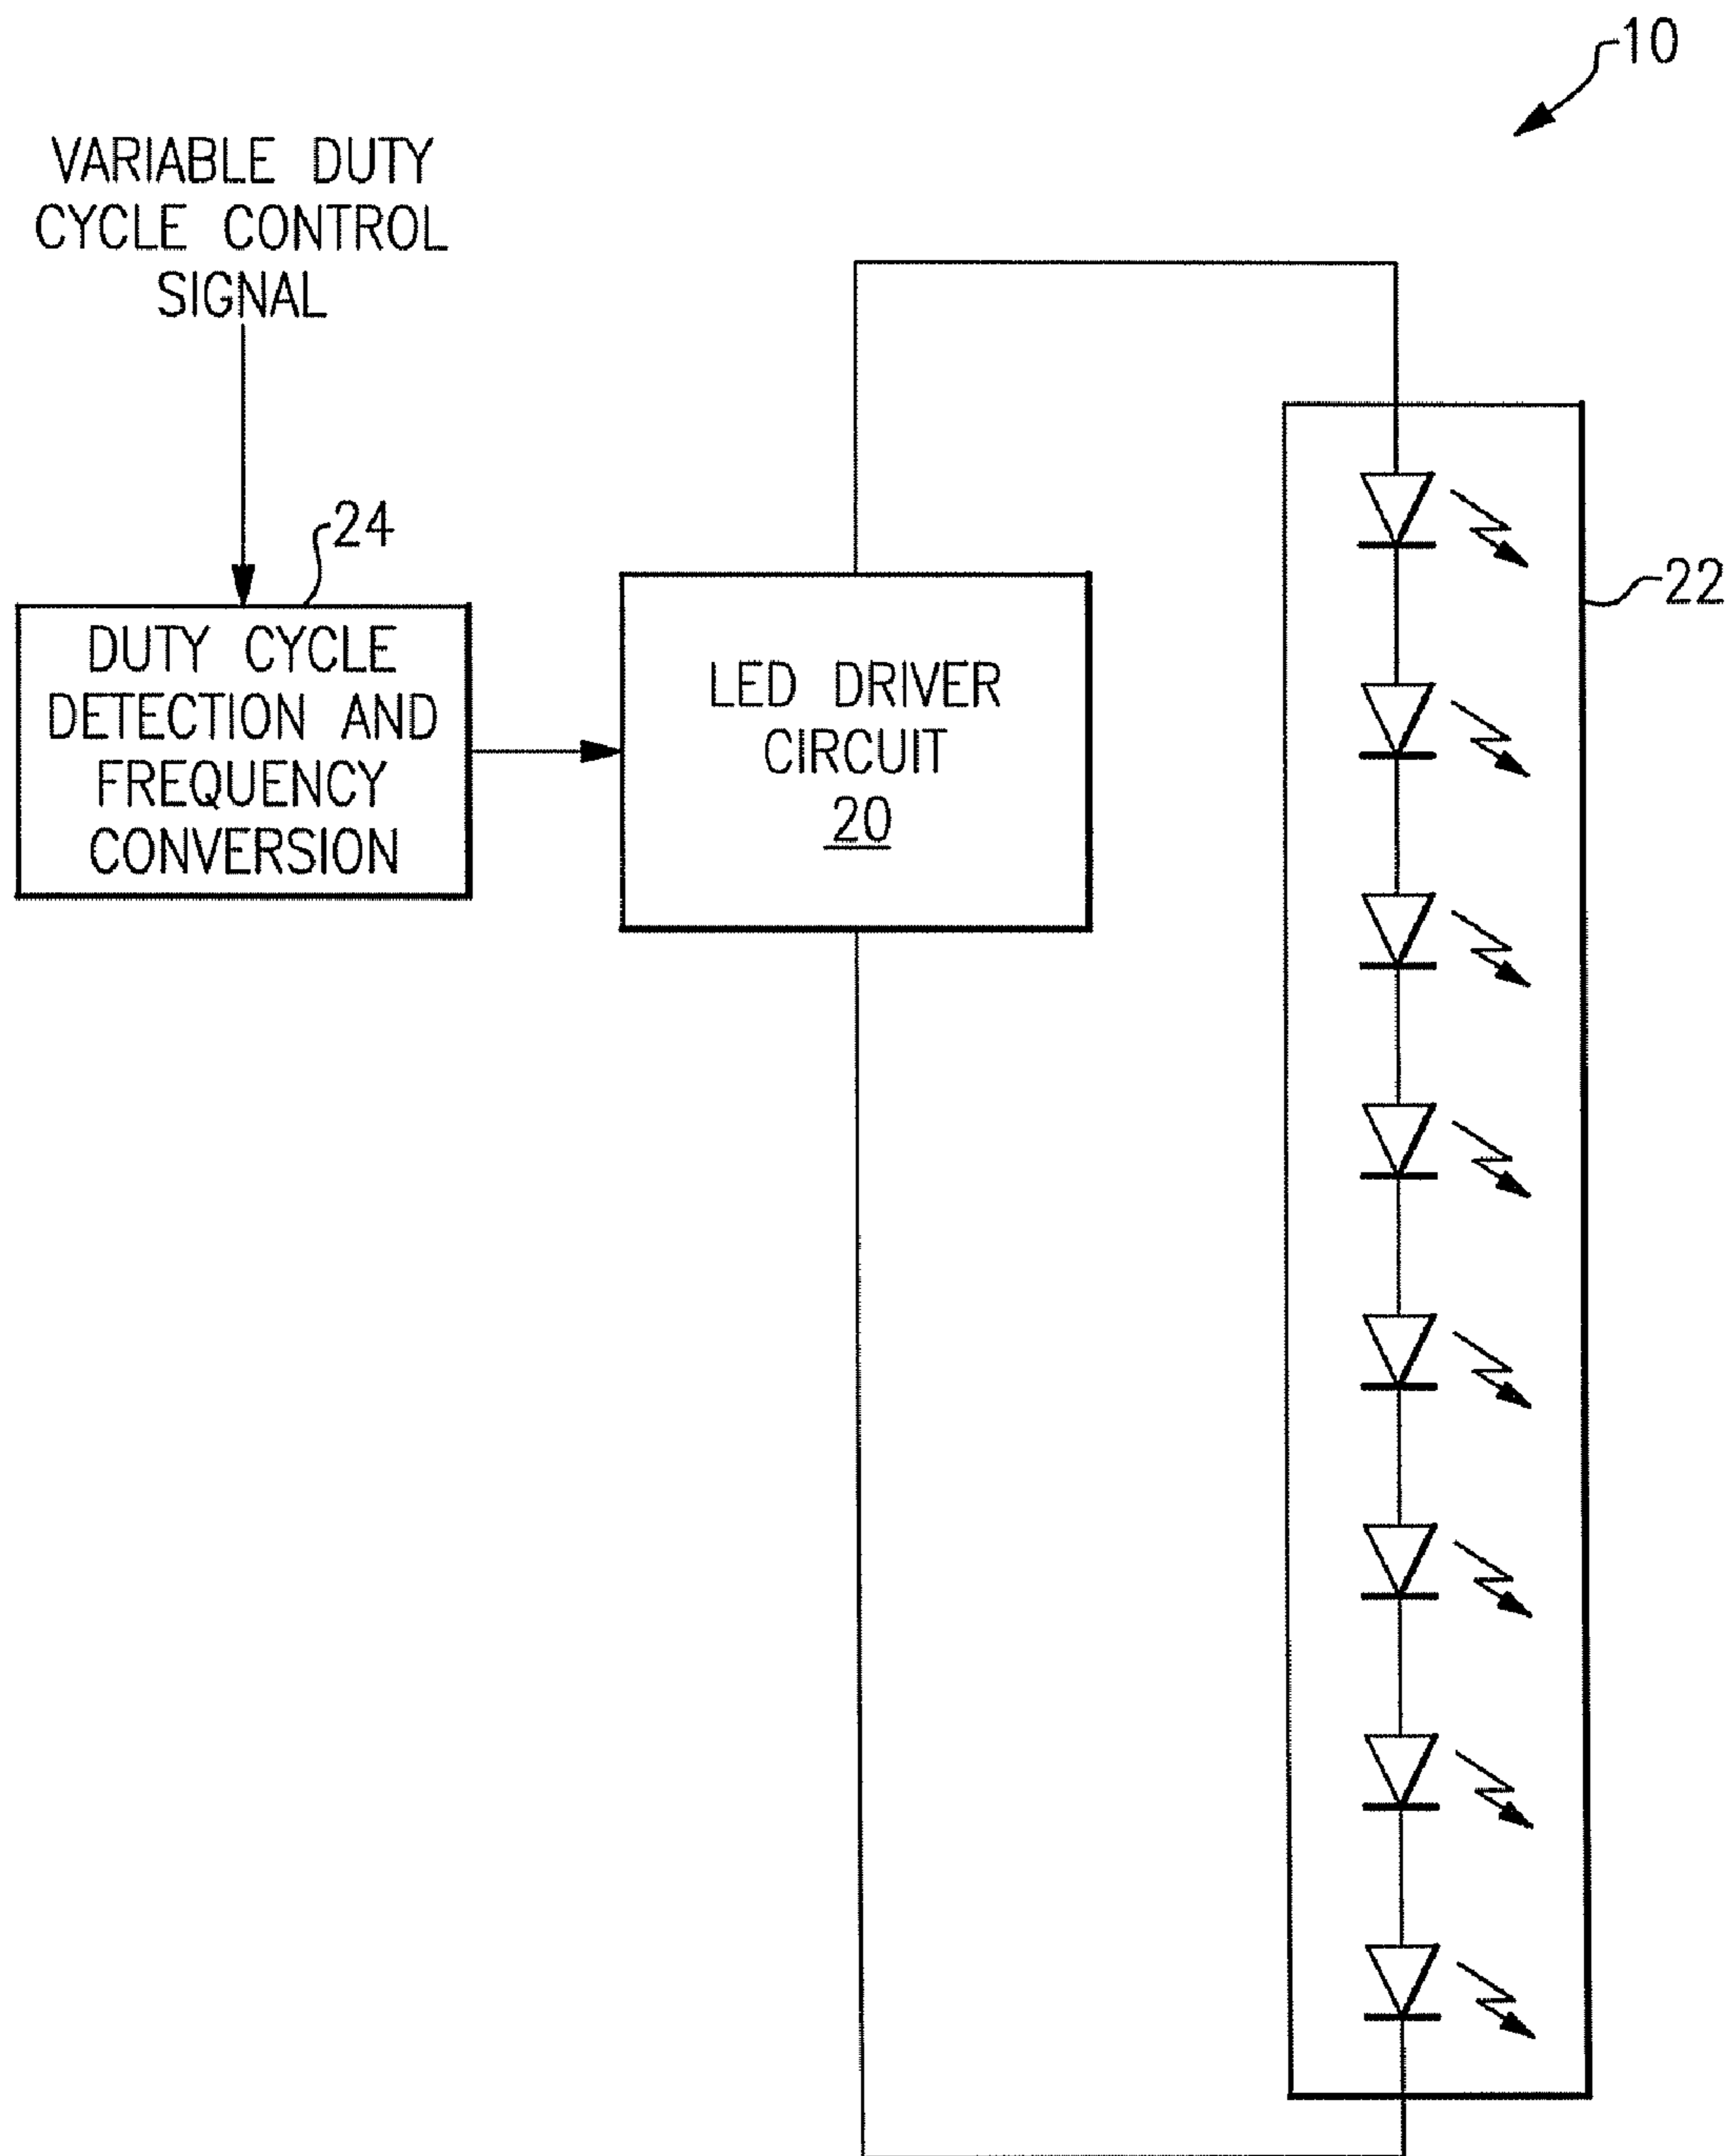 10
VARIABLE DUTY
CYCLE CONTROL
SIGNAL
24
DUTY CYCLE
DETECTION AND
FREQUENCY
CONVERSION
LED DRIVER
CIRCUIT
20
22